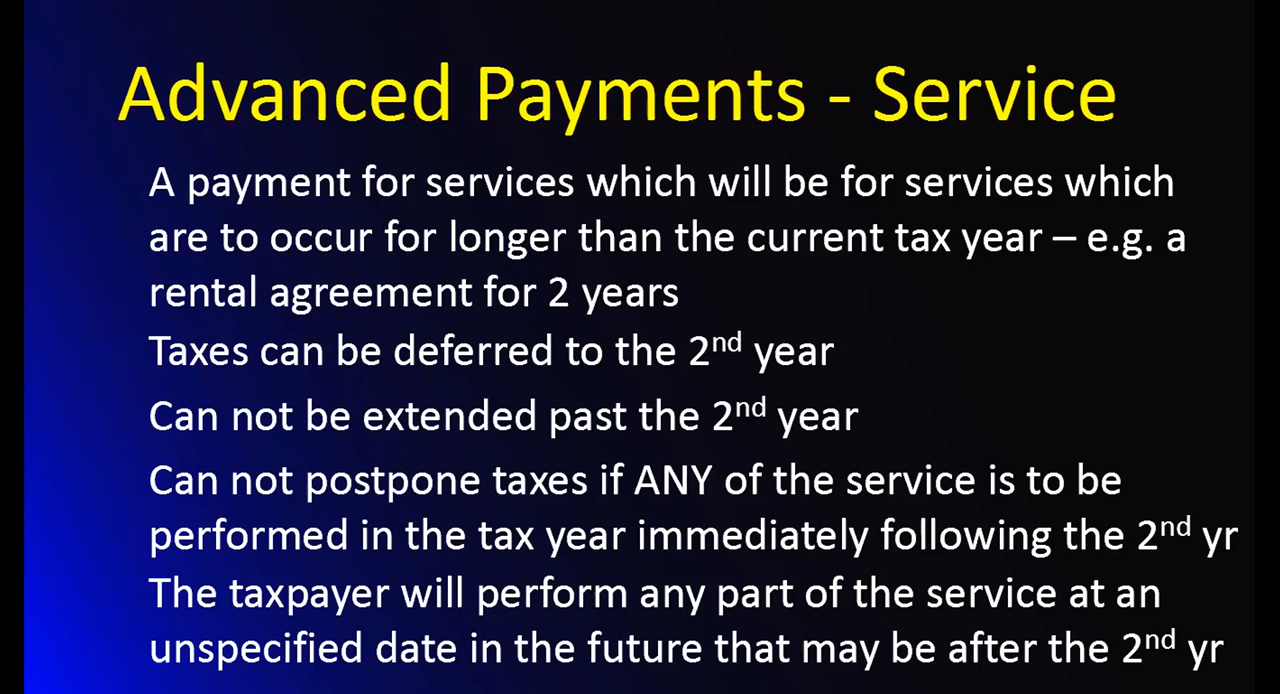 Advanced Payments - Service
A payment for services which will be for services which
are to occur for longer than the current tax year – e.g. a
rental agreement for 2 years
Taxes can be deferred to the 2nd year
Can not be extended past the 2nd year
Can not postpone taxes if ANY of the service is to be
performed in the tax year immediately following the 2nd yr
The taxpayer will perform any part of the service at an
unspecified date in the future that may be after the 2nd yr